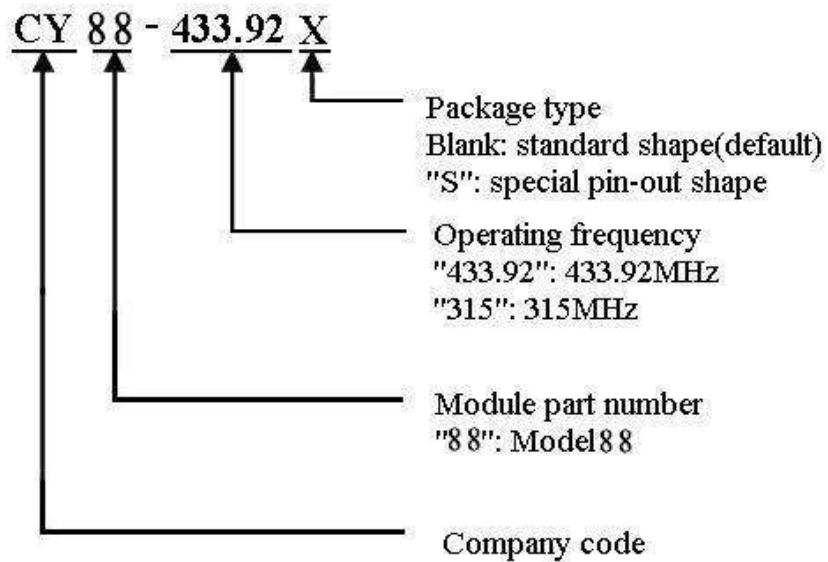 CY 88 - 433.92 X
Package type
Blank: standard shape(default)
"S": special pin-out shape
Operating frequency
"433.92": 433.92MHz
"315": 315MHz
Module part number
"88": Model88
Company code